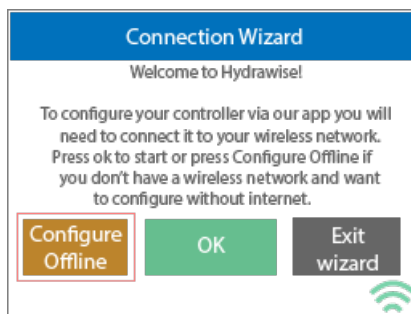 Connection Wizard
Welcome to Hydrawise!
To configure your controller via our app you will
need to connect it to your wireless network.
Press ok to start or press Configure Offline if
you don't have a wireless network and want
to configure without internet.
Configure
Offline
OK
Exit
wizard